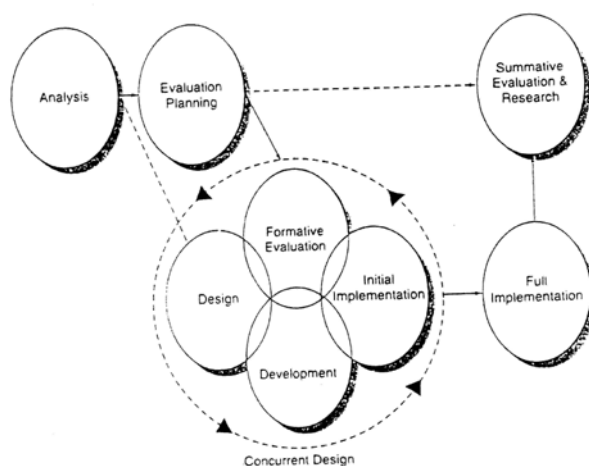 Analysis
Evaluation
Planning
Summative
Evaluation &
Research
Formative
Evaluation
Design
Initial
Implementation
Full
Implementation
Development
Concurrent Design